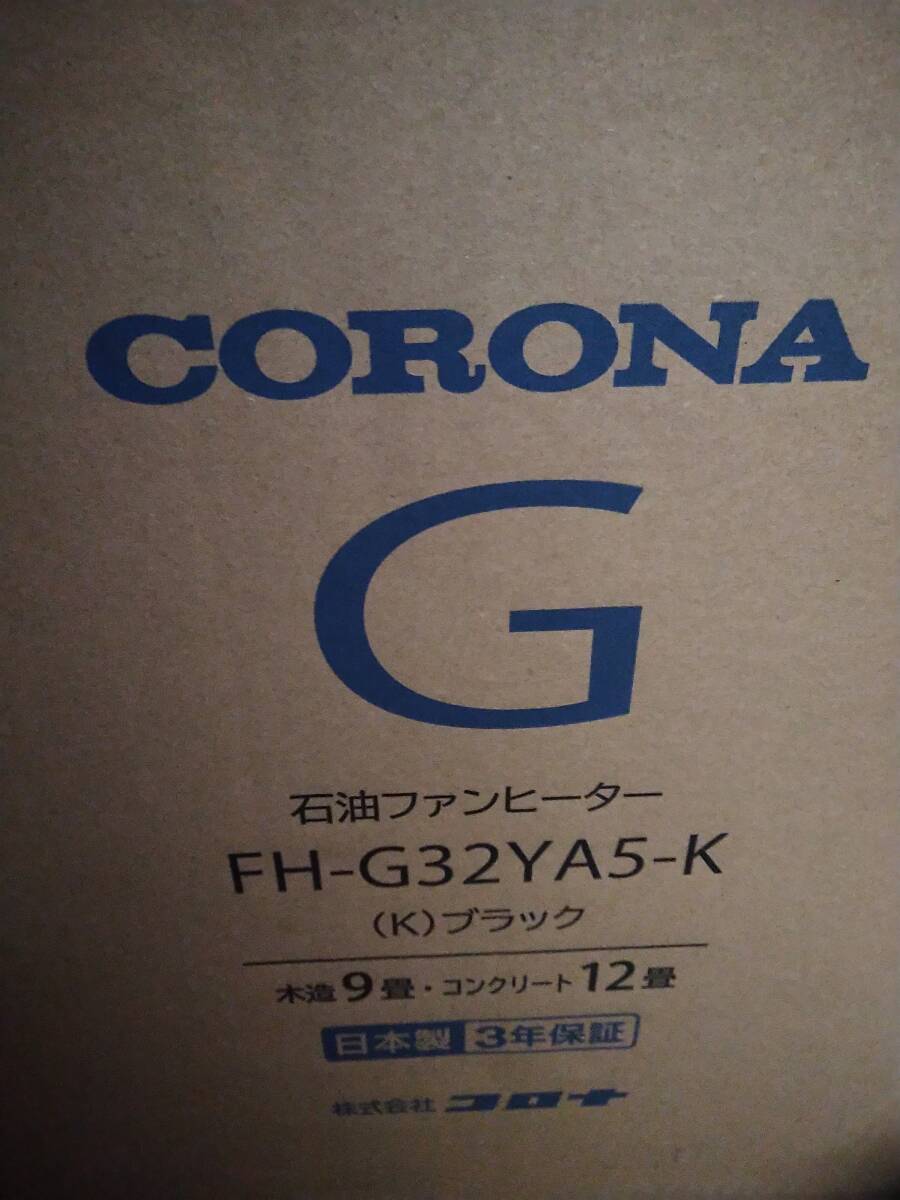 CORONA
G
石油ファンヒーター
FH-G32YA5-K
(K)ブラック
木造9畳・コンクリート12畳
日本製 3年保証
株式会社 コロナ